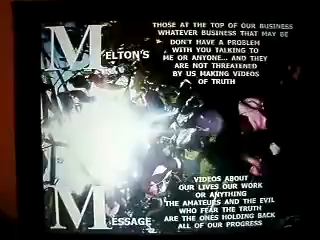 THOSE AT THE TOP OF OUR BUSINESS
WHATEVER BUSINESS THAT MAY BE
DON'T HAVE A PROBLEM
WITH YOU TALKING TO
ME OR ANYONE... AND THEY
ARE NOT THREATENED
BY US MAKING VIDEOS
OF TRUTH
MELTON'S
VIDEOS ABOUT
OUR LIVES OUR WORK
OR ANYTHING
THE AMATEURS AND THE EVIL
WHO FEAR THE TRUTH
ARE THE ONES HOLDING BACK
ALL OF OUR PROGRESS
MESSAGE